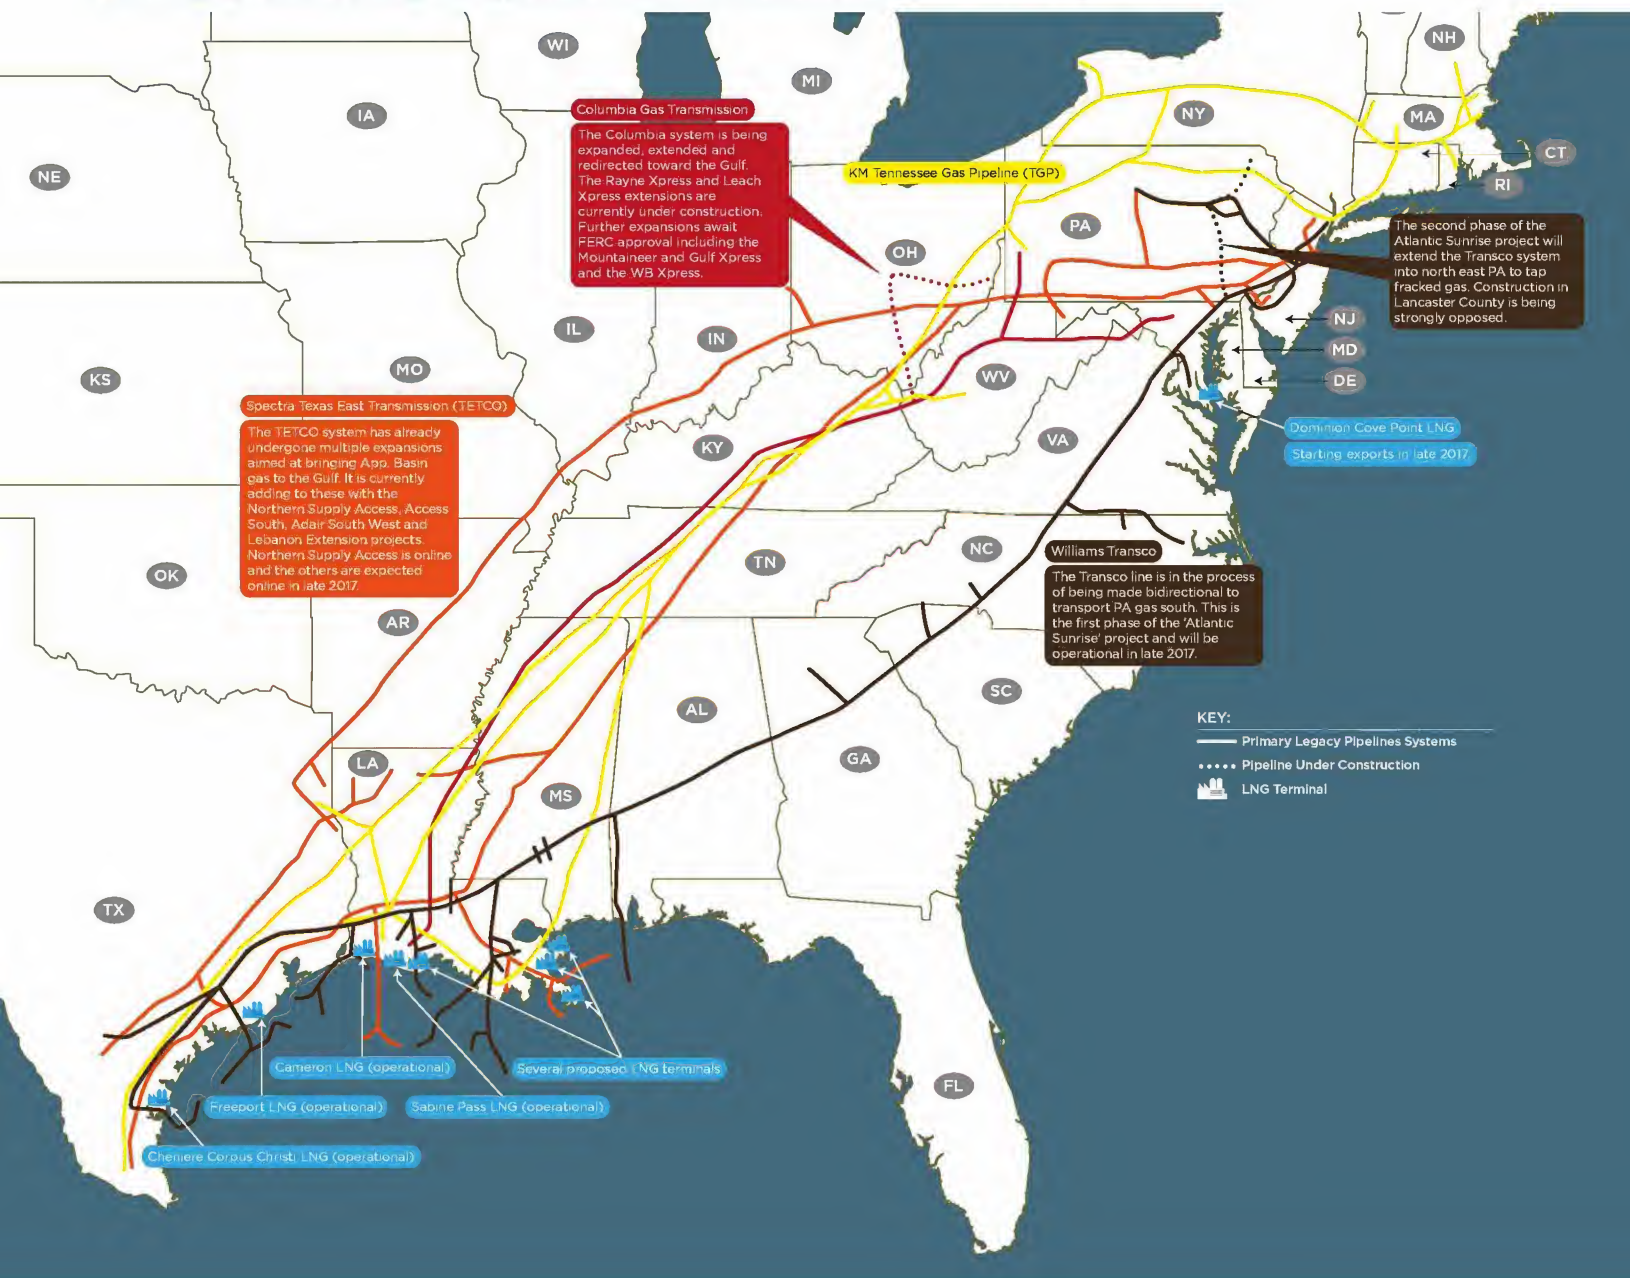 WI
MI
NH
IA
NY
MA
NE
CT
RI
Columbia Gas Transmission
The Columbia system is being
expanded, extended and
redirected toward the Gulf.
The Rayne Xpress and Leach
Xpress extensions are
currently under construction.
Further expansions await
FERC approval including the
Mountaineer and Gulf Xpress
and the WB Xpress.
KM Tennessee Gas Pipeline (TGP)
PA
OH
The second phase of the
Atlantic Sunrise project will
extend the Transco system
into north east PA to tap
fracked gas. Construction in
Lancaster County is being
strongly opposed.
IL
IN
NJ
MD
DE
KS
MO
WV
Spectra Texas East Transmission (TETCO)
The TETCO system has already
undergone multiple expansions
aimed at bringing App. Basin
gas to the Gulf. It is currently
adding to these with the
Northern Supply Access, Access
South, Adair South West and
Lebanon Extension projects.
Northern Supply Access is online
and the others are expected
online in late 2017.
KY
VA
Dominion Cove Point LNG
Starting exports in late 2017.
OK
TN
NC
Williams Transco
The Transco line is in the process
of being made bidirectional to
transport PA gas south. This is
the first phase of the 'Atlantic
Sunrise' project and will be
operational in late 2017.
AR
AL
SC
LA
GA
MS
KEY:
Primary Legacy Pipelines Systems
Pipeline Under Construction
LNG Terminal
TX
FL
Cameron LNG (operational)
Several proposed LNG terminals
Freeport LNG (operational)
Sabine Pass LNG (operational)
Cheniere Corpus Christi LNG (operational)